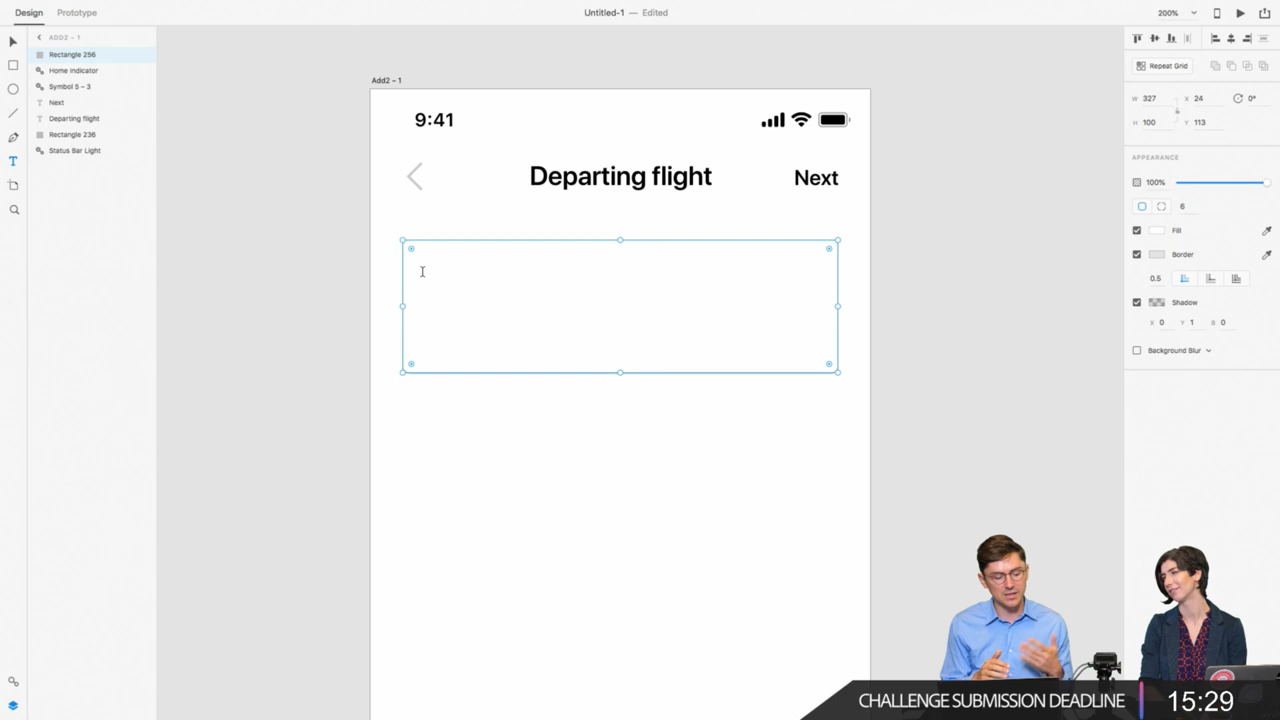 Design Prototype Untitled-1 — Edited 200%
ADD2 – 1
Rectangle 256
Home Indicator
Symbol 5 – 3
Next
Departing flight
Rectangle 236
Status Bar Light
Add2 – 1
9:41
Departing flight Next
Repeat Grid
W 327 X 24 0°
H 100 Y 113
APPEARANCE
100%
6
Fill
Border
0.5
Shadow
X 0 Y 1 B 0
Background Blur
CHALLENGE SUBMISSION DEADLINE 15:29